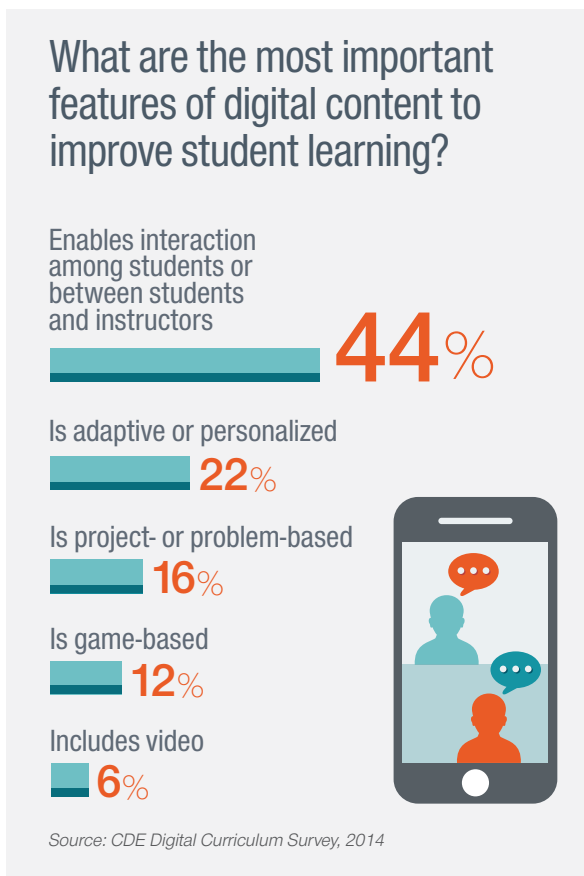 What are the most important
features of digital content to
improve student learning?
Enables interaction
among students or
between students
and instructors
44%
Is adaptive or personalized
22%
Is project- or problem-based
16%
Is game-based
12%
Includes video
6%
Source: CDE Digital Curriculum Survey, 2014